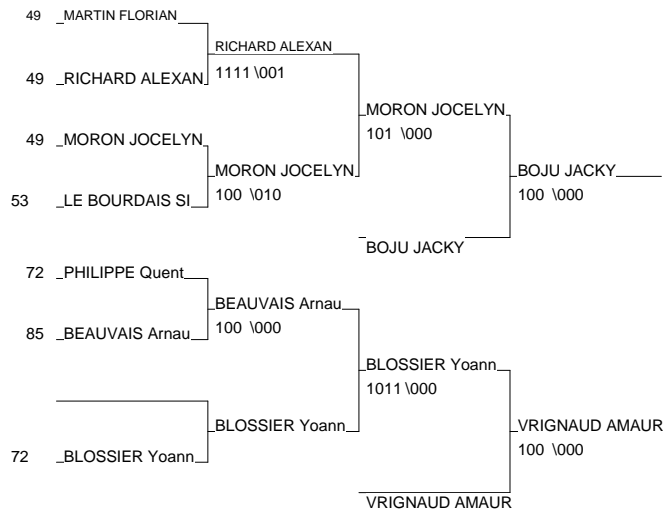 49 MARTIN FLORIAN
RICHARD ALEXAN
1111 \001
49 RICHARD ALEXAN
MORON JOCELYN
101 \000
49 MORON JOCELYN
MORON JOCELYN
100 \010
BOJU JACKY
100 \000
53 LE BOURDAIS SI
BOJU JACKY
72 PHILIPPE Quent
BEAUVAIS Arnau
100 \000
85 BEAUVAIS Arnau
BLOSSIER Yoann
1011 \000
BLOSSIER Yoann
VRIGNAUD AMAUR
100 \000
72 BLOSSIER Yoann
VRIGNAUD AMAUR